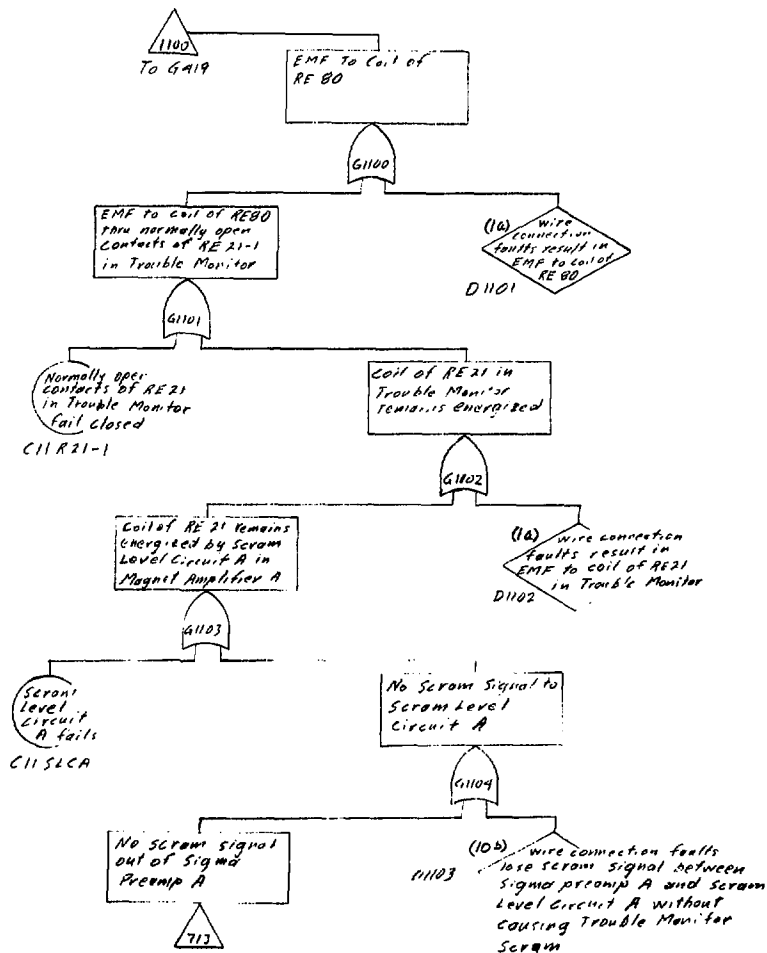 1100
To G419
EMF To Coil of
RE 80
G1100
EMF to coil of RE80
thru normally open
Contacts of RE 21-1
in Trouble Monitor
(1a) wire
connection
faults result in
EMF to coil of
RE 80
D1101
G1101
Normally open
contacts of RE 21
in Trouble Monitor
fail closed
C11R21-1
Coil of RE 21 in
Trouble Monitor
remains energized
G1102
Coil of RE 21 remains
energized by Scram
Level Circuit A in
Magnet Amplifier A
(1a) wire connection
faults result in
EMF to coil of RE21
in Trouble Monitor
D1102
G1103
Scram
Level
Circuit
A fails
C11SLCA
No Scram Signal to
Scram Level
Circuit A
G1104
No scram signal
out of Sigma
Preamp A
713
(10b) wire connection faults
lose scram signal between
Sigma preamp A and Scram
Level Circuit A without
causing Trouble Monitor
Scram
D1103